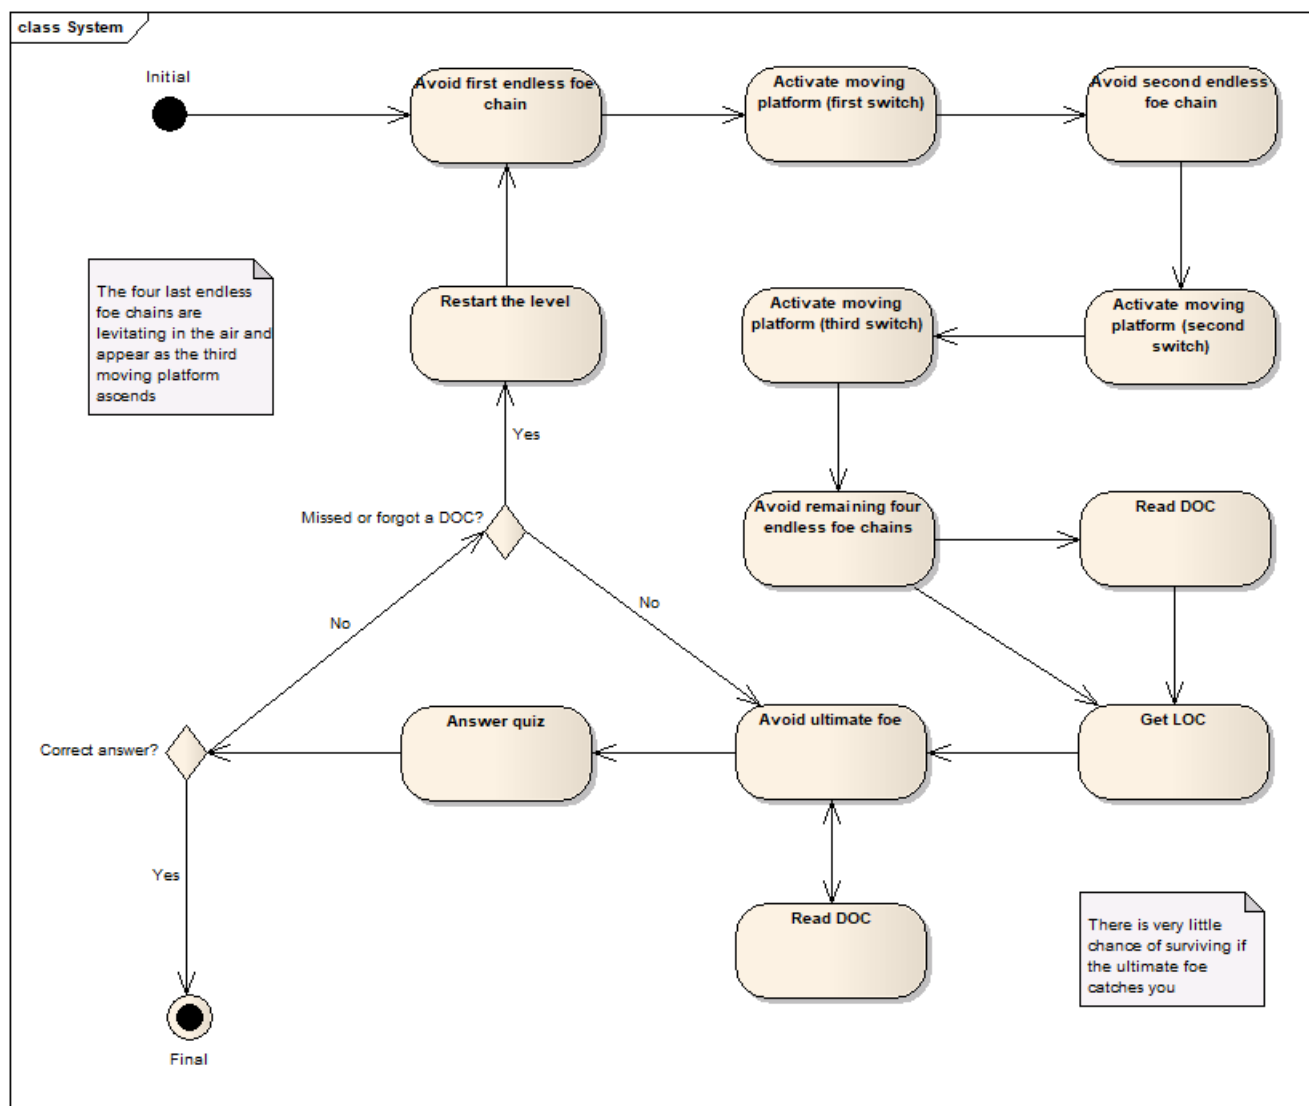 class System
Initial
Avoid first endless foe
chain
Activate moving
platform (first switch)
Avoid second endless
foe chain
The four last endless
foe chains are
levitating in the air and
appear as the third
moving platform
ascends
Restart the level
Activate moving
platform (third switch)
Activate moving
platform (second
switch)
Yes
Missed or forgot a DOC?
Avoid remaining four
endless foe chains
Read DOC
No
No
Correct answer?
Answer quiz
Avoid ultimate foe
Get LOC
Yes
Read DOC
There is very little
chance of surviving if
the ultimate foe
catches you
Final